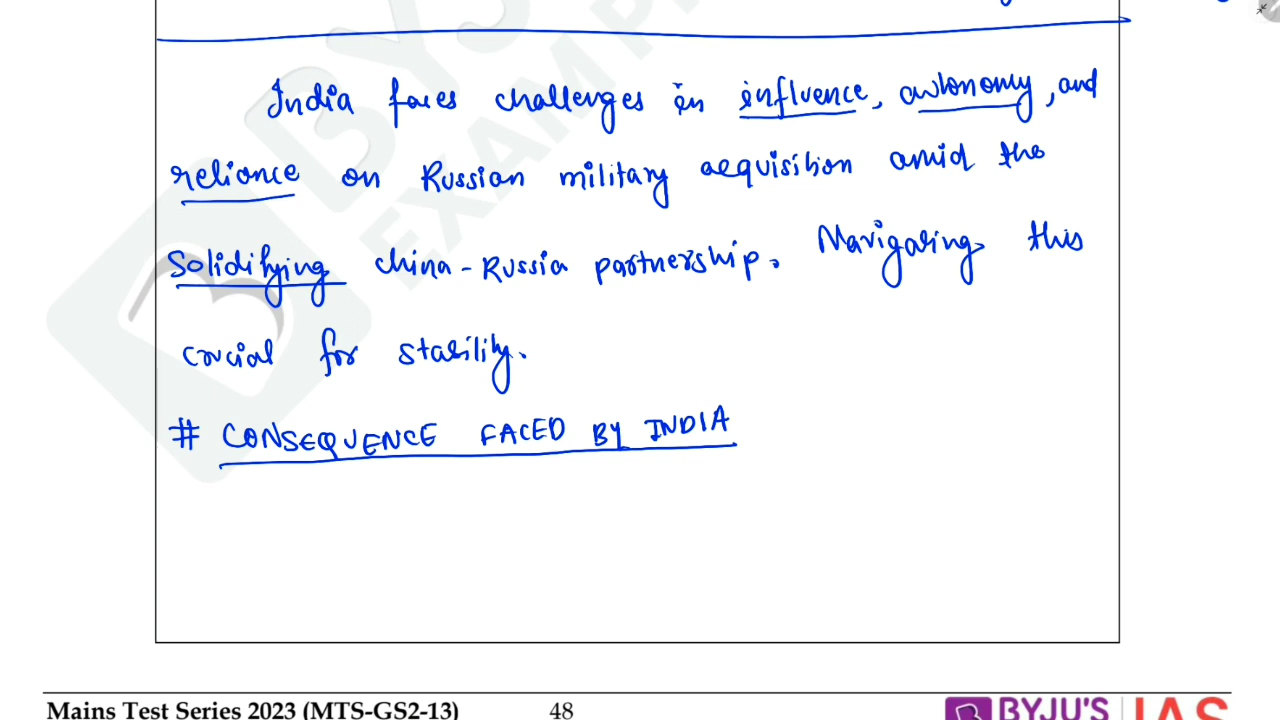 India faces challenges in influence, autonomy, and
reliance on Russian military acquisition amid the
solidifying china-Russia partnership. Navigating this
crucial for stability.
# CONSEQUENCE FACED BY INDIA
Mains Test Series 2023 (MTS-GS2-13) 48 BYJU'S IAS